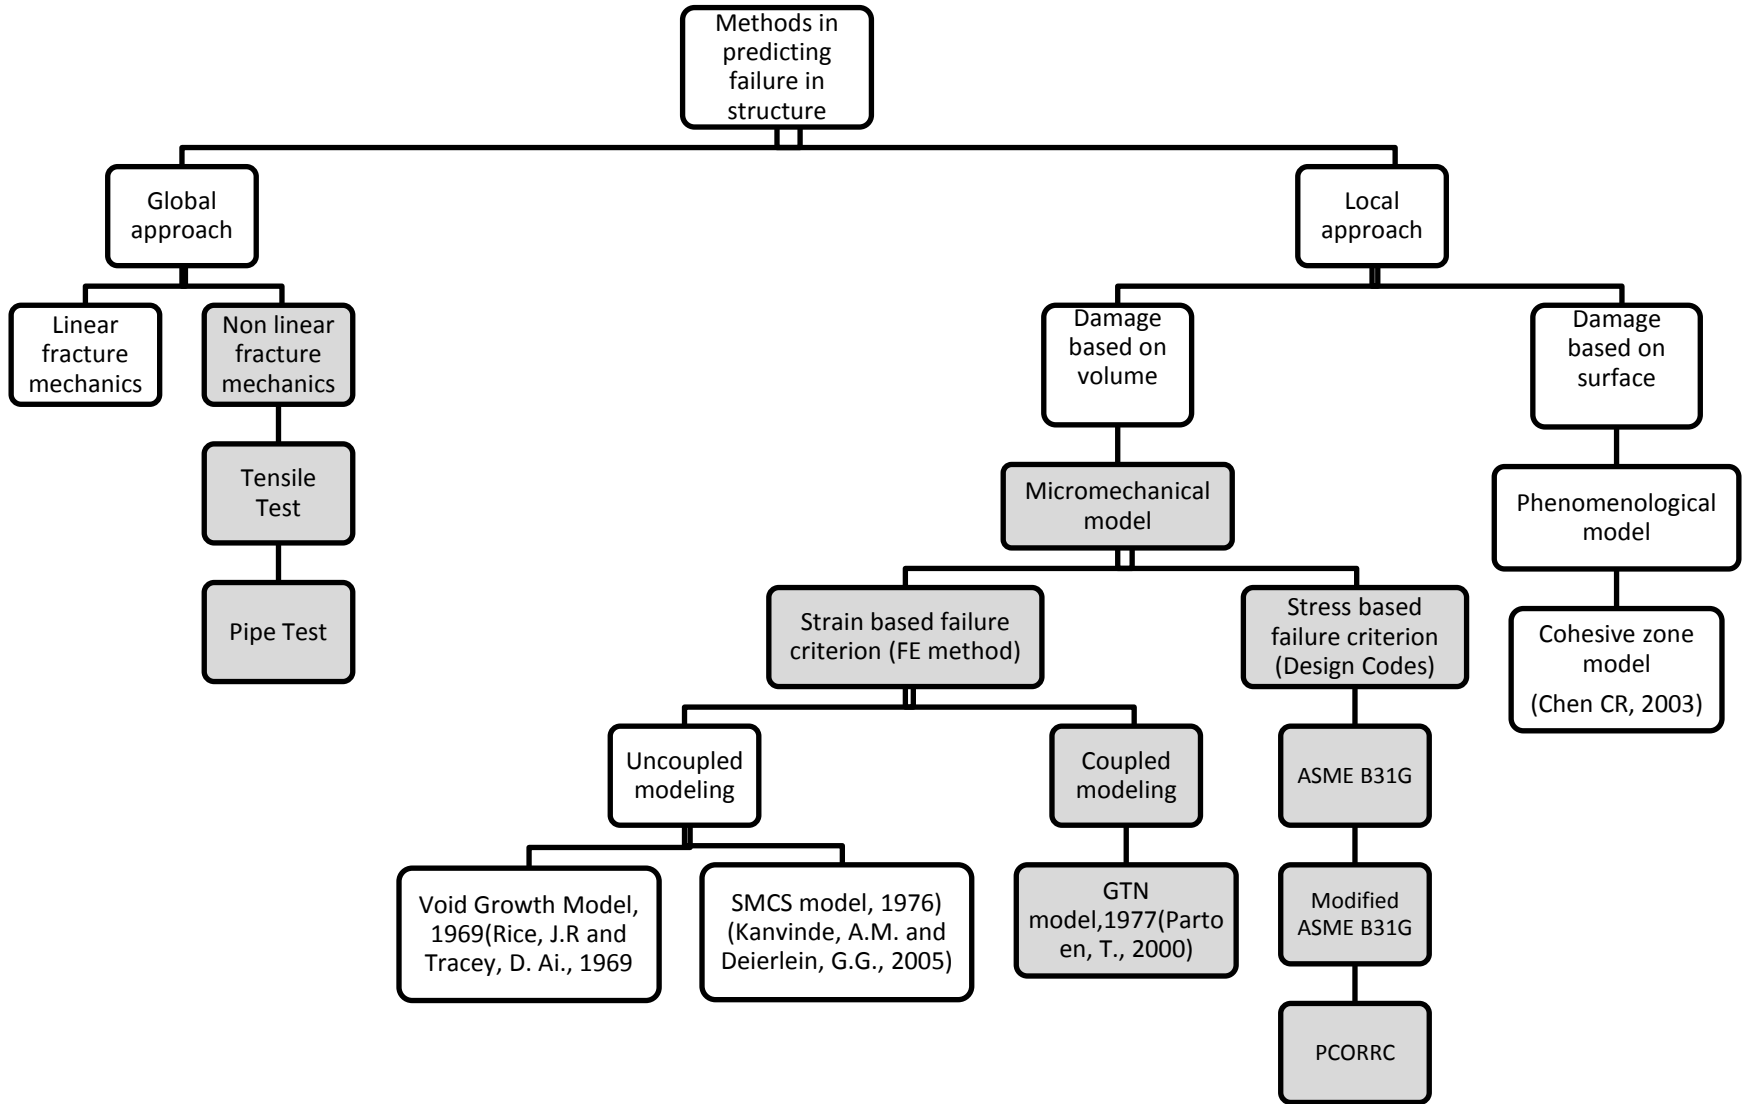 Methods in
predicting
failure in
structure
Global
approach
Local
approach
Linear
fracture
mechanics
Non linear
fracture
mechanics
Damage
based on
volume
Damage
based on
surface
Tensile
Test
Micromechanical
model
Phenomenological
model
Pipe Test
Strain based failure
criterion (FE method)
Stress based
failure criterion
(Design Codes)
Cohesive zone
model
(Chen CR, 2003)
Uncoupled
modeling
Coupled
modeling
ASME B31G
Void Growth Model,
1969(Rice, J.R and
Tracey, D. Ai., 1969
SMCS model, 1976)
(Kanvinde, A.M. and
Deierlein, G.G., 2005)
GTN
model,1977(Parto
en, T., 2000)
Modified
ASME B31G
PCORRC